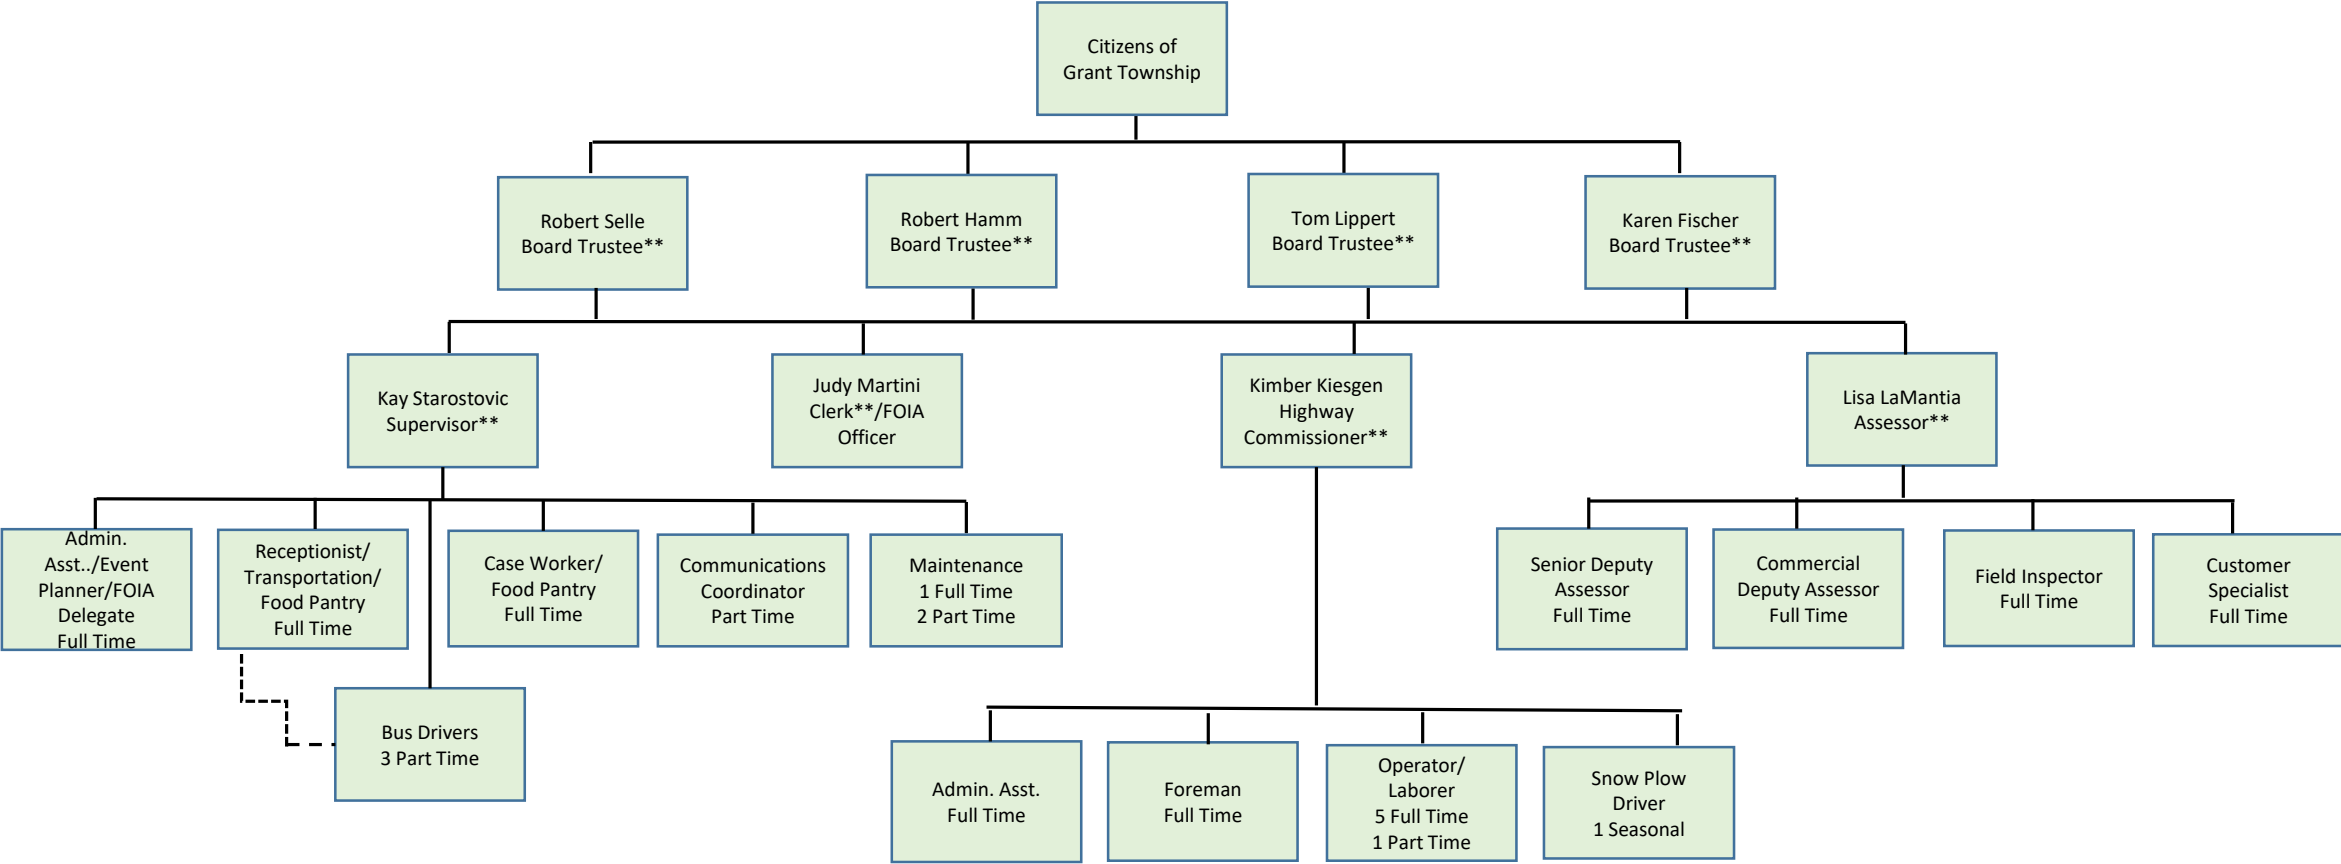 Citizens of
Grant Township
Robert Selle
Board Trustee**
Robert Hamm
Board Trustee**
Tom Lippert
Board Trustee**
Karen Fischer
Board Trustee**
Kay Starostovic
Supervisor**
Judy Martini
Clerk**/FOIA
Officer
Kimber Kiesgen
Highway
Commissioner**
Lisa LaMantia
Assessor**
Admin.
Asst../Event
Planner/FOIA
Delegate
Full Time
Receptionist/
Transportation/
Food Pantry
Full Time
Case Worker/
Food Pantry
Full Time
Communications
Coordinator
Part Time
Maintenance
1 Full Time
2 Part Time
Senior Deputy
Assessor
Full Time
Commercial
Deputy Assessor
Full Time
Field Inspector
Full Time
Customer
Specialist
Full Time
Bus Drivers
3 Part Time
Admin. Asst.
Full Time
Foreman
Full Time
Operator/
Laborer
5 Full Time
1 Part Time
Snow Plow
Driver
1 Seasonal